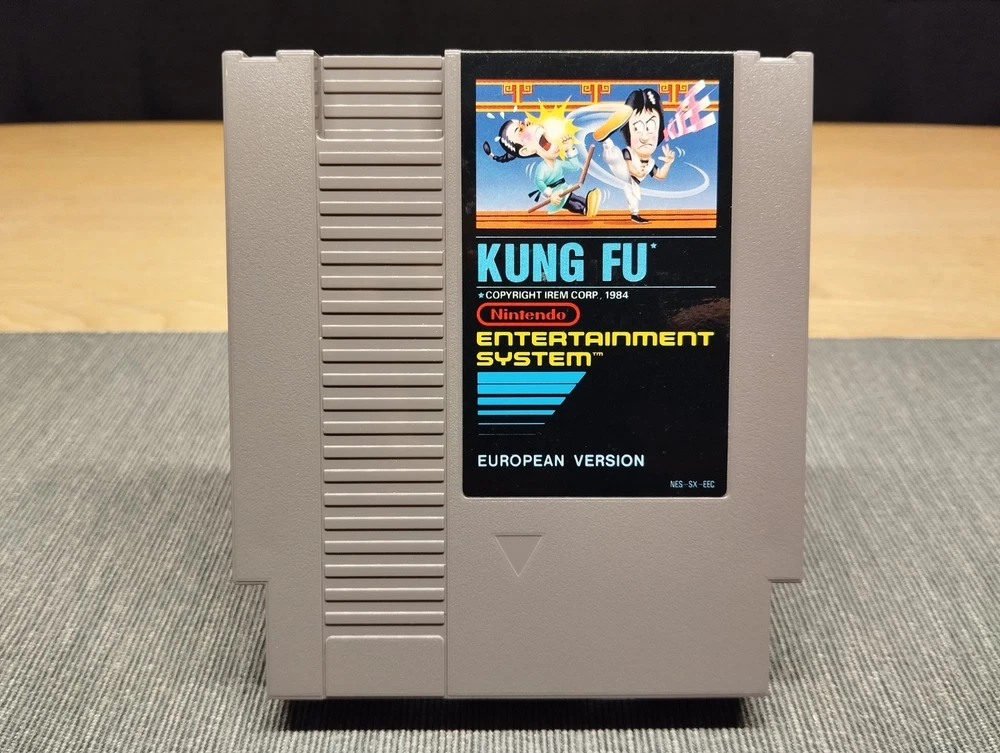 KUNG FU*
*COPYRIGHT IREM CORP. 1984
Nintendo
ENTERTAINMENT
SYSTEM™
EUROPEAN VERSION
NES-SX-EEC